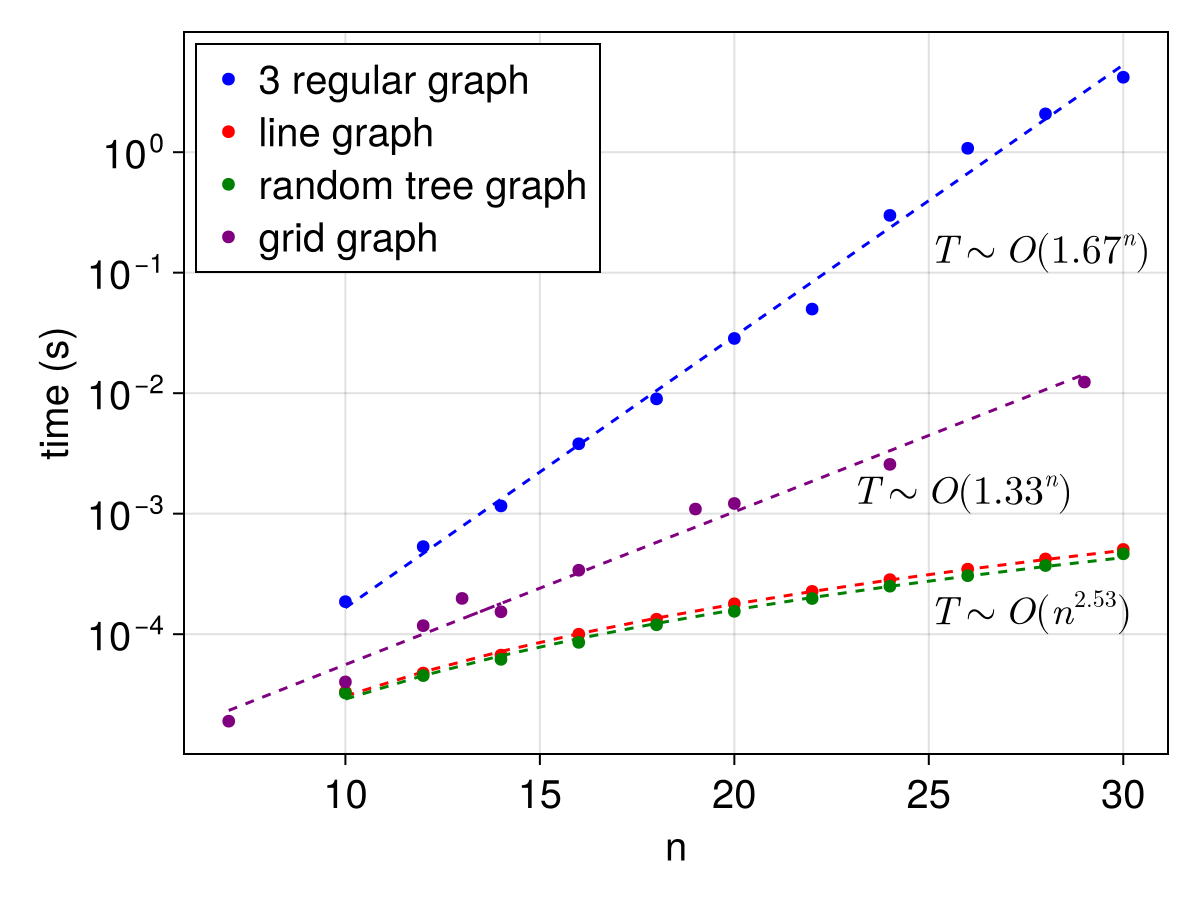 3 regular graph
line graph
random tree graph
grid graph
10⁰
10⁻¹
10⁻²
10⁻³
10⁻⁴
time (s)
T ~ O(1.67ⁿ)
T ~ O(1.33ⁿ)
T ~ O(n²·⁵³)
10 15 20 25 30
n